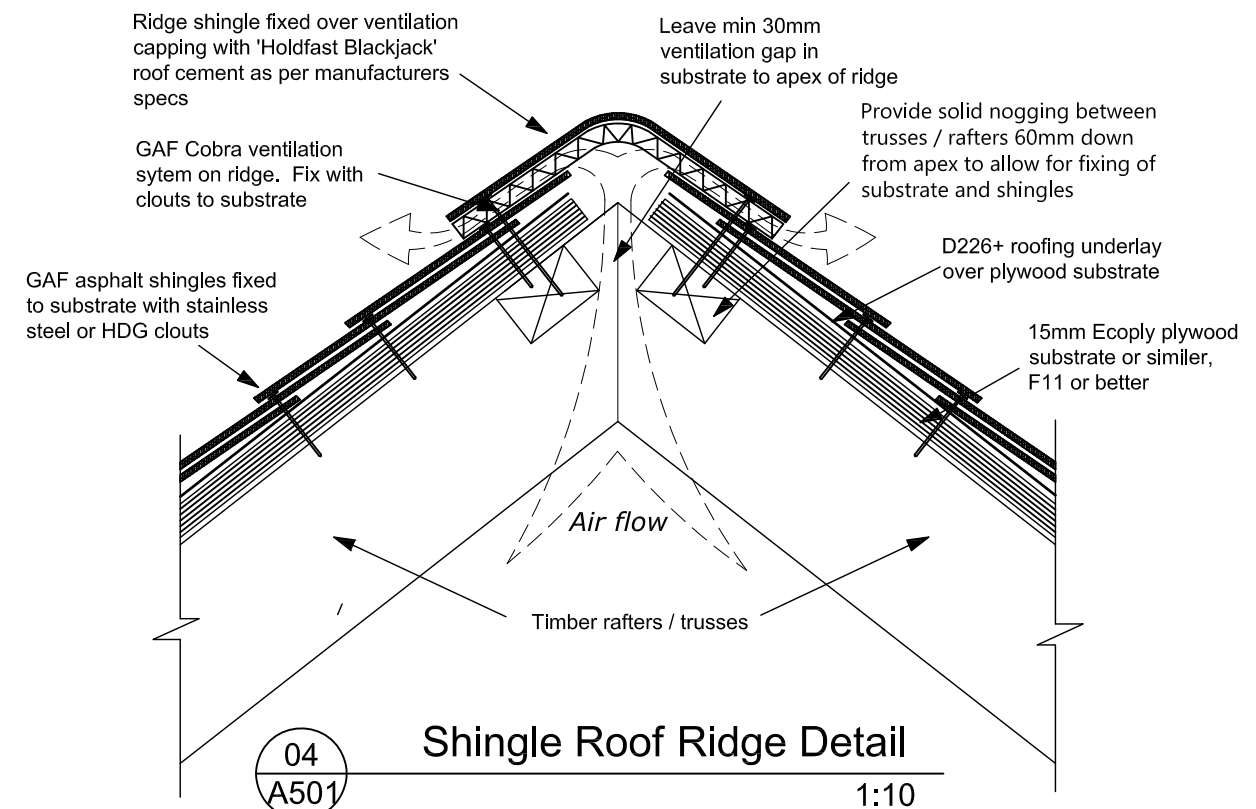 Ridge shingle fixed over ventilation
capping with 'Holdfast Blackjack'
roof cement as per manufacturers
specs
Leave min 30mm
ventilation gap in
substrate to apex of ridge
Provide solid nogging between
trusses / rafters 60mm down
from apex to allow for fixing of
substrate and shingles
GAF Cobra ventilation
sytem on ridge. Fix with
clouts to substrate
D226+ roofing underlay
over plywood substrate
GAF asphalt shingles fixed
to substrate with stainless
steel or HDG clouts
15mm Ecoply plywood
substrate or similer,
F11 or better
Air flow
Timber rafters / trusses
04
A501
Shingle Roof Ridge Detail
1:10